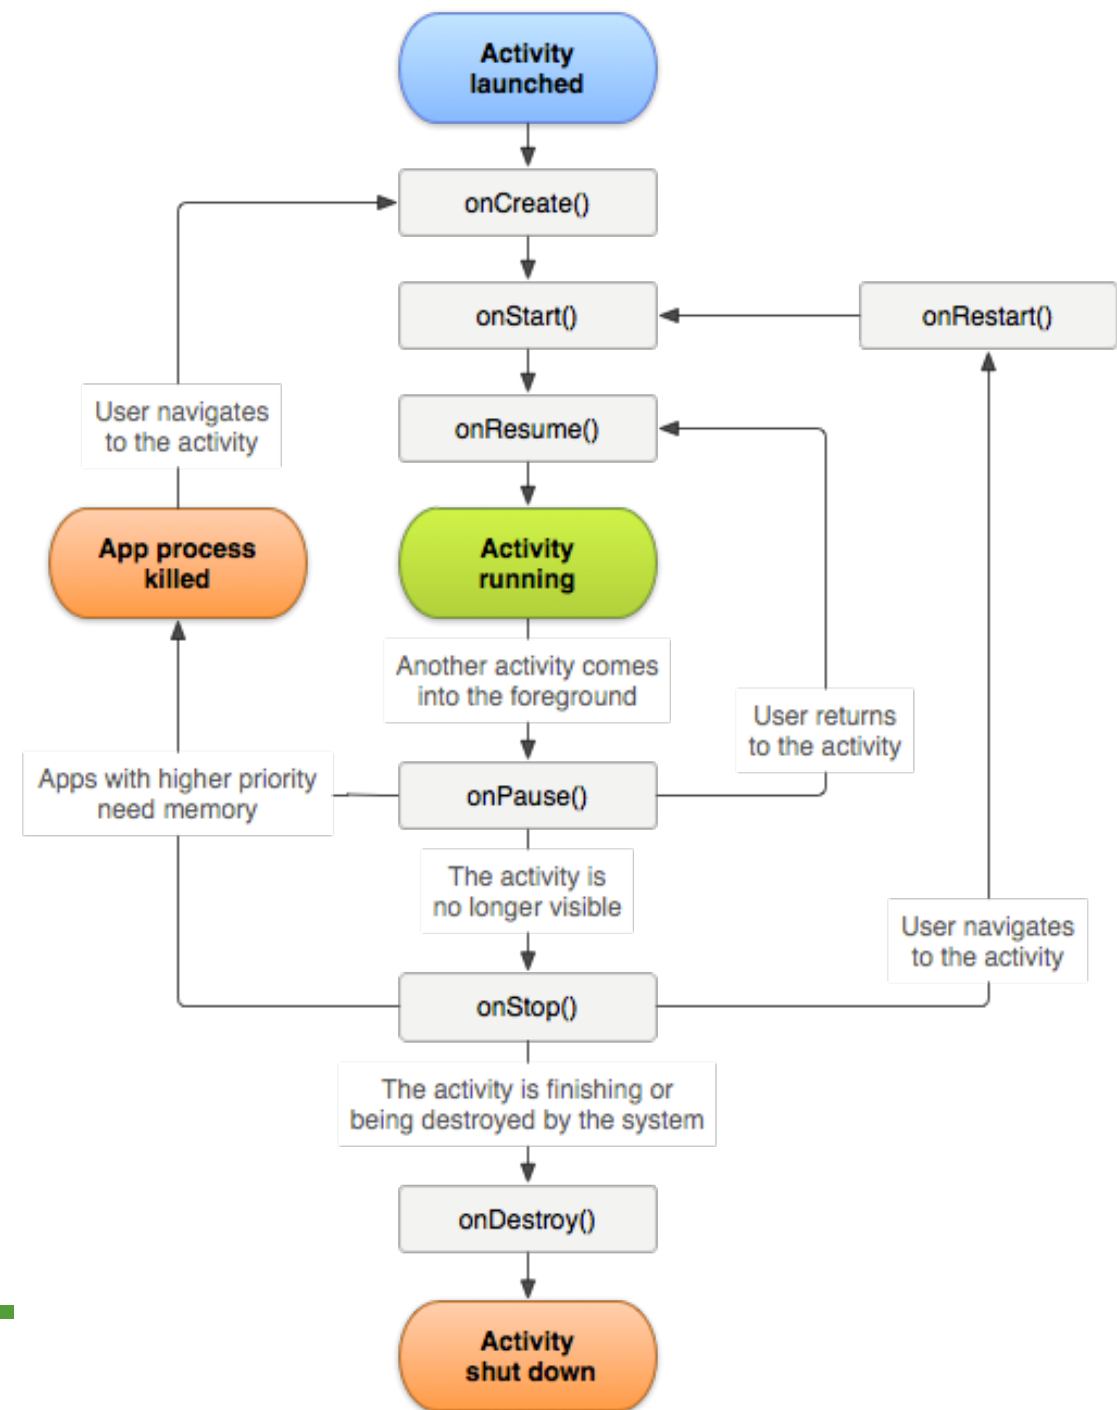 Activity
launched
onCreate()
onStart()
onRestart()
User navigates
to the activity
onResume()
App process
killed
Activity
running
Another activity comes
into the foreground
User returns
to the activity
Apps with higher priority
need memory
onPause()
The activity is
no longer visible
User navigates
to the activity
onStop()
The activity is finishing or
being destroyed by the system
onDestroy()
Activity
shut down